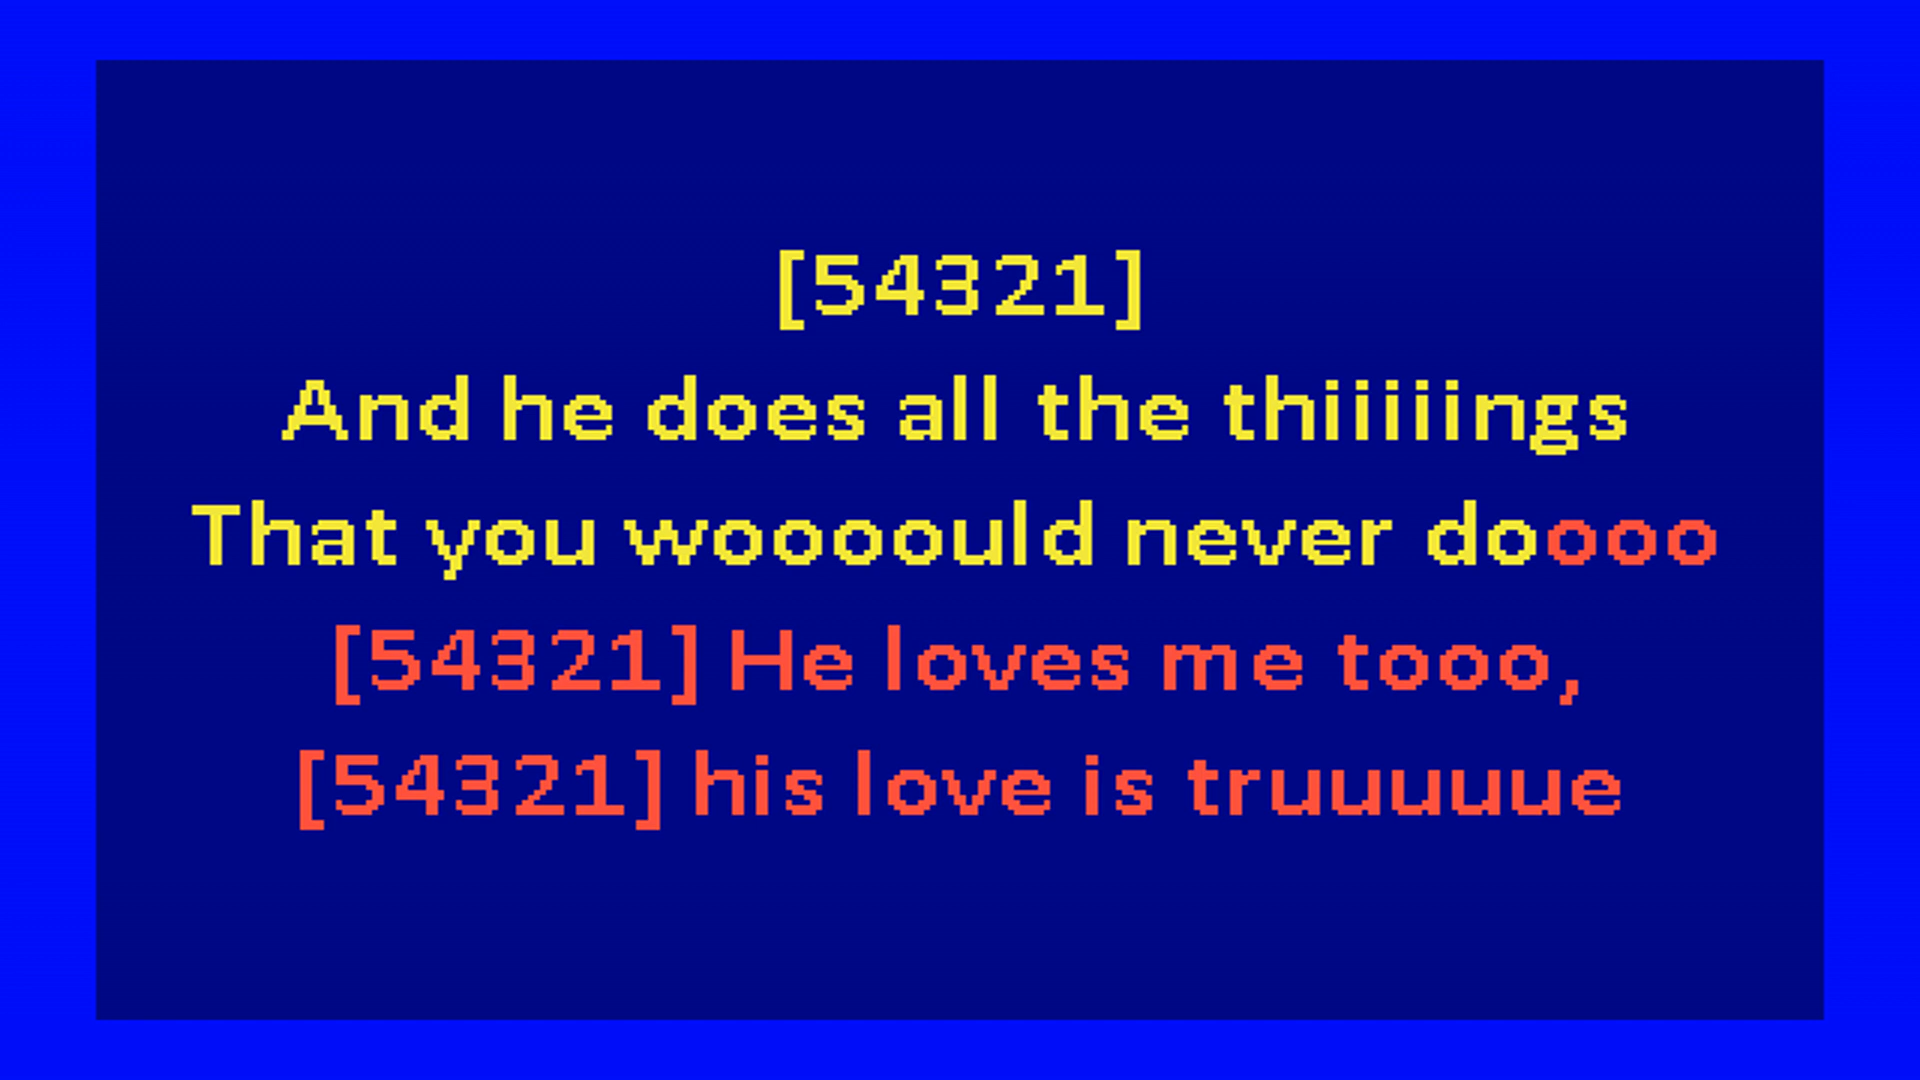 [54321]
And he does all the thiiiiings
That you woooould never doooo
[54321] He loves me tooo,
[54321] his love is truuuuue